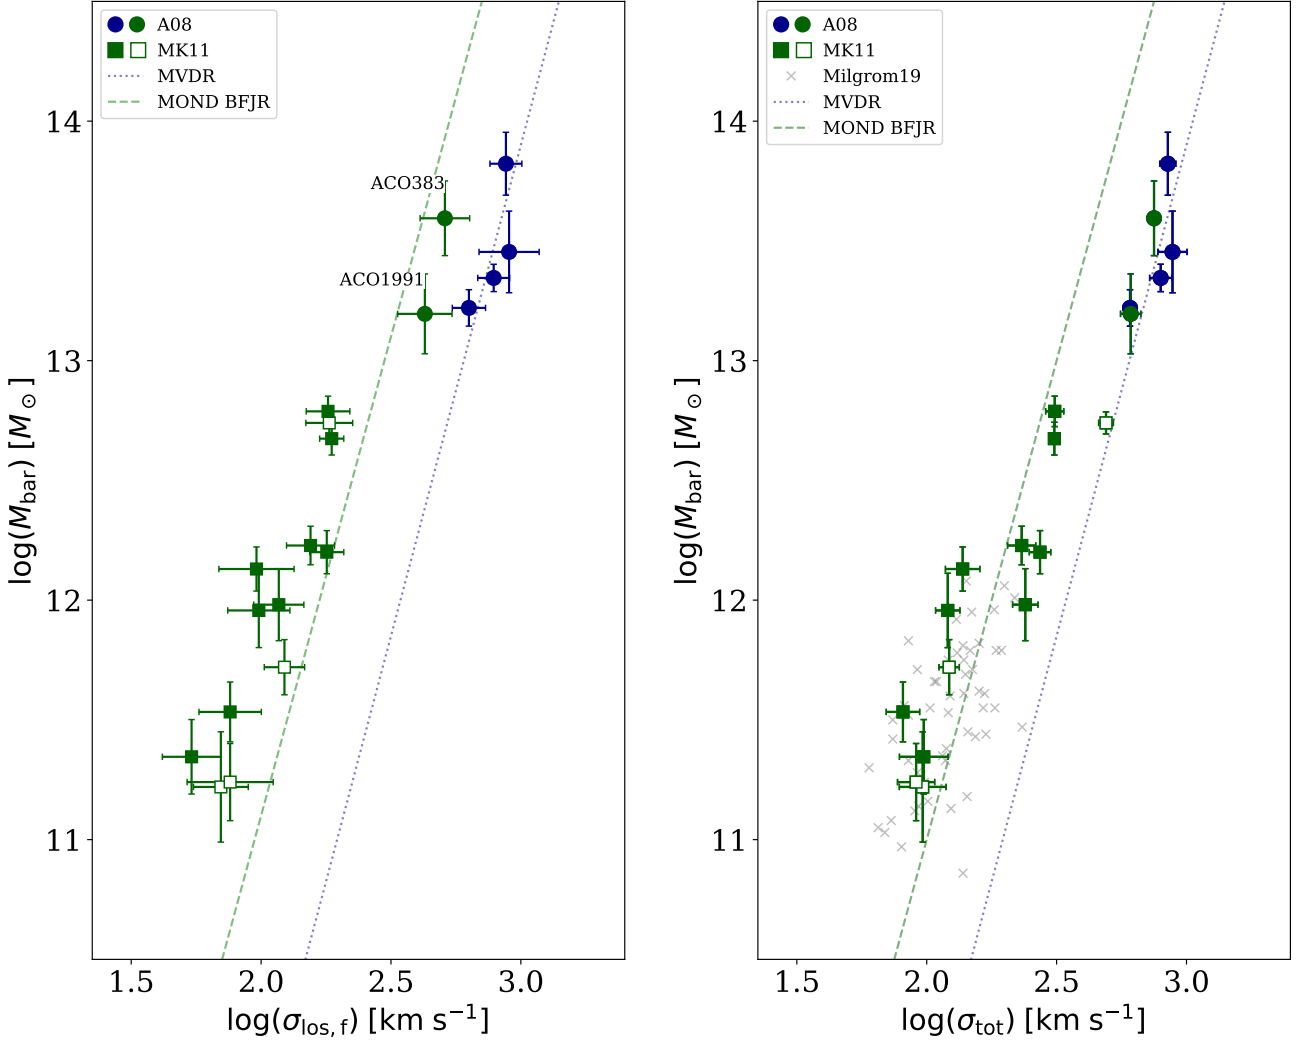 A08
MK11
MVDR
MOND BFJR
ACO383
ACO1991
14
13
12
11
1.5 2.0 2.5 3.0
log(σ_los, f) [km s⁻¹]
log(M_bar) [M_⊙]
A08
MK11
Milgrom19
MVDR
MOND BFJR
14
13
12
11
1.5 2.0 2.5 3.0
log(σ_tot) [km s⁻¹]
log(M_bar) [M_⊙]